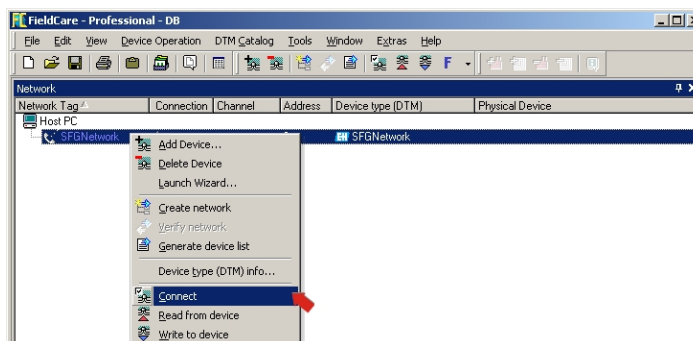 FieldCare - Professional - DB
File Edit View Device Operation DTM Catalog Tools Window Extras Help
F
Network
Network Tag Connection Channel Address Device type (DTM) Physical Device
Host PC
SFGNetwork SFGNetwork
Add Device...
Delete Device
Launch Wizard...
Create network
Verify network
Generate device list
Device type (DTM) info...
Connect
Read from device
Write to device